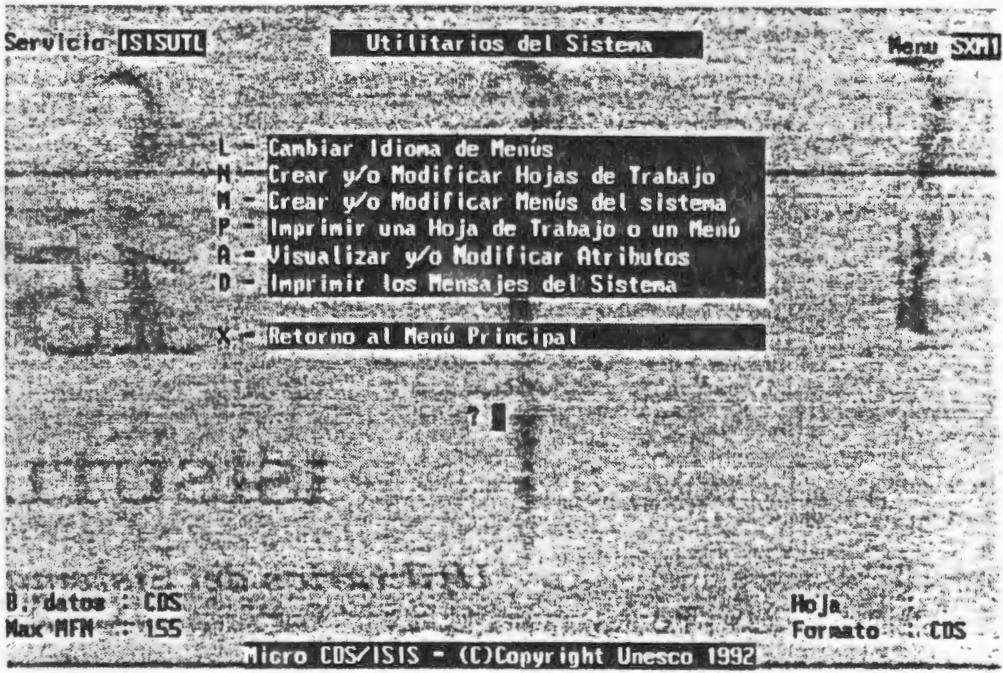 Servicio ISISUTL Utilitarios del Sistema Menu SXM1
L - Cambiar Idioma de Menús
- Crear y/o Modificar Hojas de Trabajo
M - Crear y/o Modificar Menús del sistema
P - Imprimir una Hoja de Trabajo o un Menú
A - Visualizar y/o Modificar Atributos
D - Imprimir los Mensajes del Sistema
X - Retorno al Menú Principal
?
B. datos : CDS Hoja :
Max MFN : 155 Formato : CDS
Micro CDS/ISIS - (C)Copyright Unesco 1992